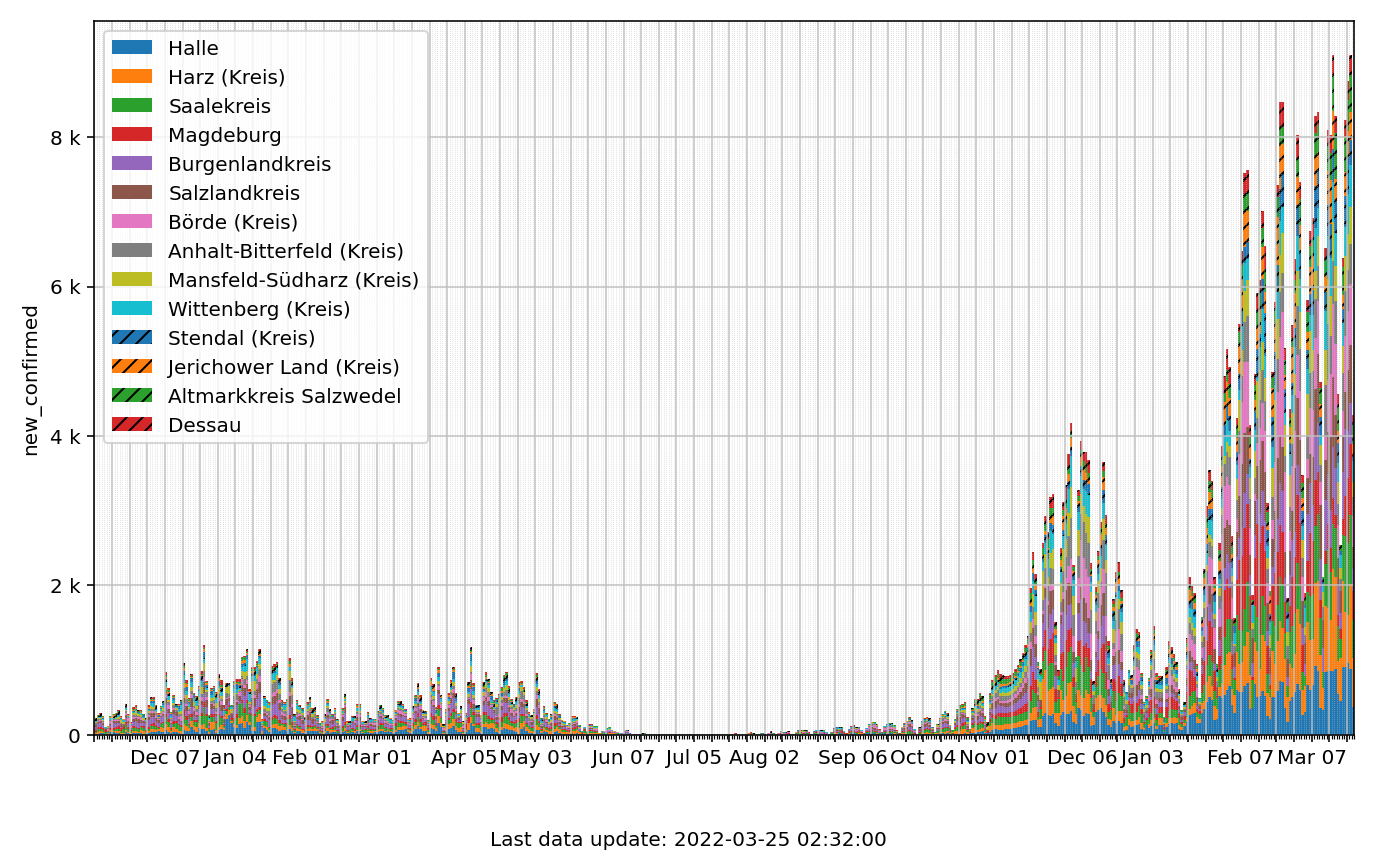 Halle
Harz (Kreis)
Saalekreis
Magdeburg
Burgenlandkreis
Salzlandkreis
Börde (Kreis)
Anhalt-Bitterfeld (Kreis)
Mansfeld-Südharz (Kreis)
Wittenberg (Kreis)
Stendal (Kreis)
Jerichower Land (Kreis)
Altmarkkreis Salzwedel
Dessau
new_confirmed
8 k
6 k
4 k
2 k
0
Dec 07 Jan 04 Feb 01 Mar 01 Apr 05 May 03 Jun 07 Jul 05 Aug 02 Sep 06 Oct 04 Nov 01 Dec 06 Jan 03 Feb 07 Mar 07
Last data update: 2022-03-25 02:32:00